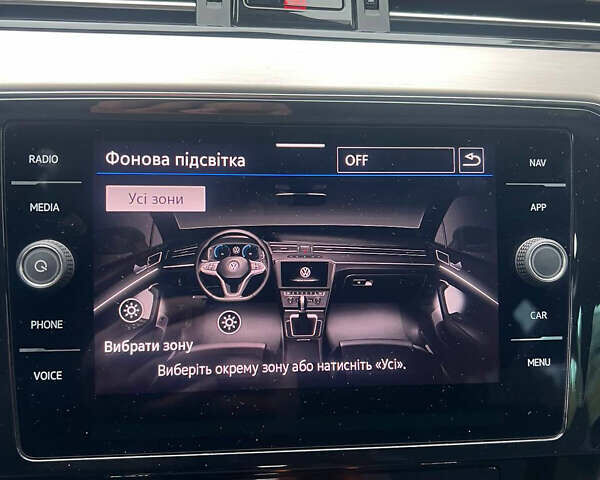 RADIO
MEDIA
PHONE
VOICE
Фонова підсвітка
OFF
Усі зони
Вибрати зону
Виберіть окрему зону або натисніть «Усі».
NAV
APP
CAR
MENU